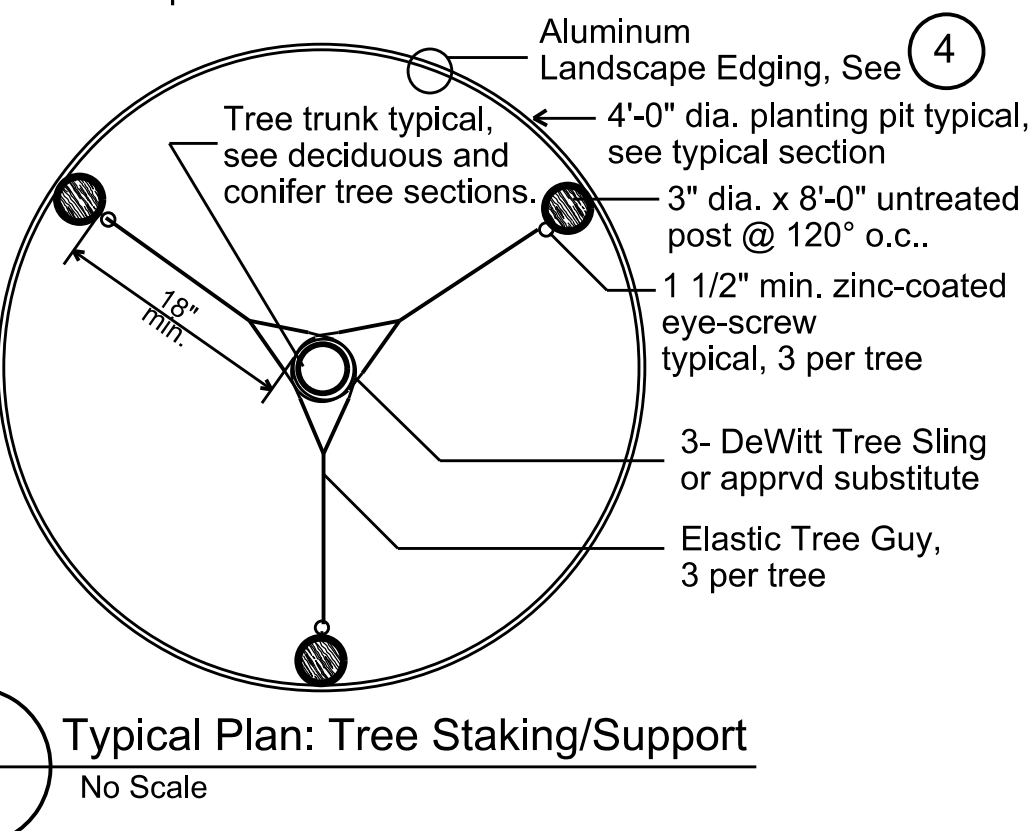 Aluminum
Landscape Edging, See
4
Tree trunk typical,
see deciduous and
conifer tree sections.
4'-0" dia. planting pit typical,
see typical section
3" dia. x 8'-0" untreated
post @ 120° o.c..
18"
min.
1 1/2" min. zinc-coated
eye-screw
typical, 3 per tree
3- DeWitt Tree Sling
or apprvd substitute
Elastic Tree Guy,
3 per tree
Typical Plan: Tree Staking/Support
No Scale